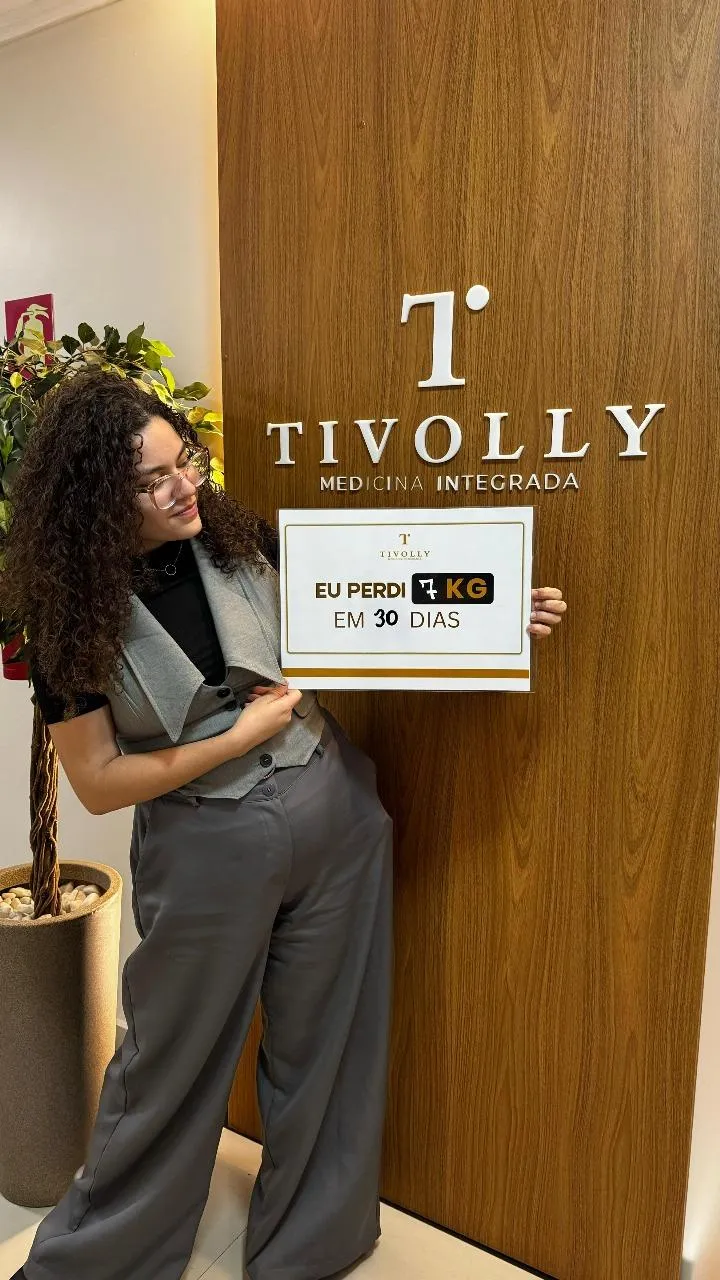 T
TIVOLLY
MEDICINA INTEGRADA
T
TIVOLLY
EU PERDI 7 KG
EM 30 DIAS